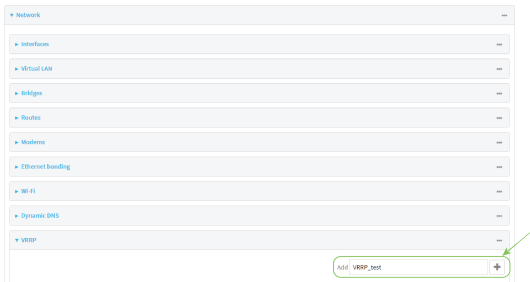 Network
Interfaces
Virtual LAN
Bridges
Routes
Modems
Ethernet bonding
Wi-Fi
Dynamic DNS
VRRP
Add VRRP_test